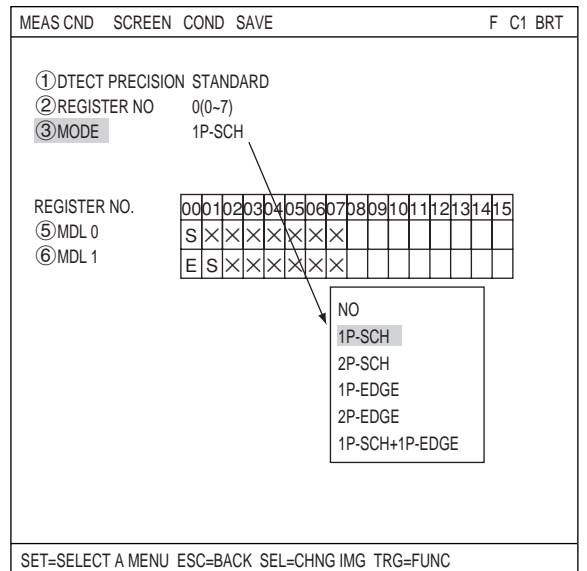 MEAS CND SCREEN COND SAVE F C1 BRT
①DTECT PRECISION STANDARD
②REGISTER NO 0(0~7)
③MODE 1P-SCH
REGISTER NO. 00 01 02 03 04 05 06 07 08 09 10 11 12 13 14 15
⑤MDL 0 S × × × × × × ×
⑥MDL 1 E S × × × × × ×
NO
1P-SCH
2P-SCH
1P-EDGE
2P-EDGE
1P-SCH+1P-EDGE
SET=SELECT A MENU ESC=BACK SEL=CHNG IMG TRG=FUNC